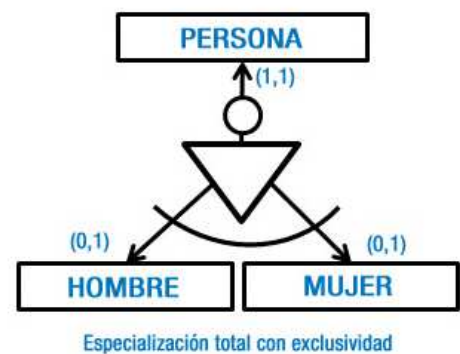 PERSONA
(1,1)
(0,1)
(0,1)
HOMBRE
MUJER
Especialización total con exclusividad